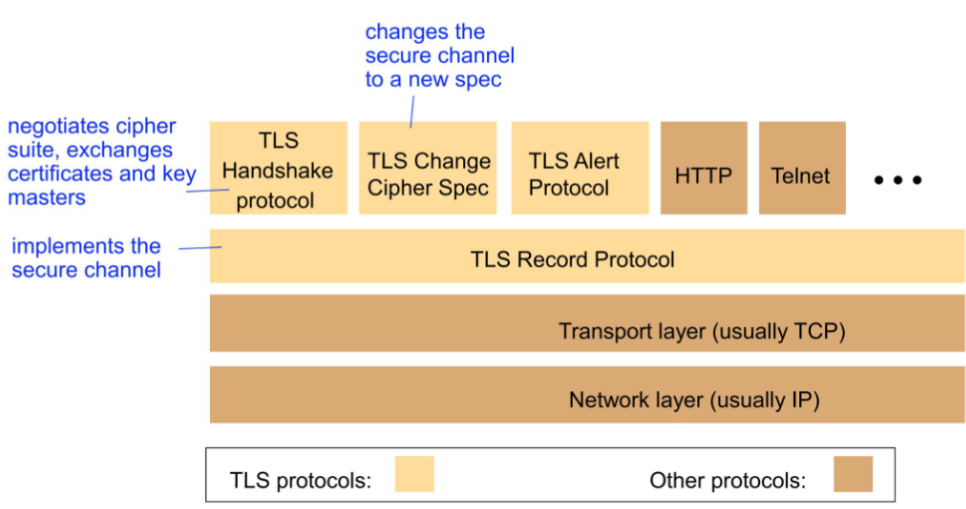 changes the
secure channel
to a new spec
negotiates cipher
suite, exchanges
certificates and key
masters
TLS
Handshake
protocol
TLS Change
Cipher Spec
TLS Alert
Protocol
HTTP
Telnet
•••
implements the
secure channel
TLS Record Protocol
Transport layer (usually TCP)
Network layer (usually IP)
TLS protocols:
Other protocols: